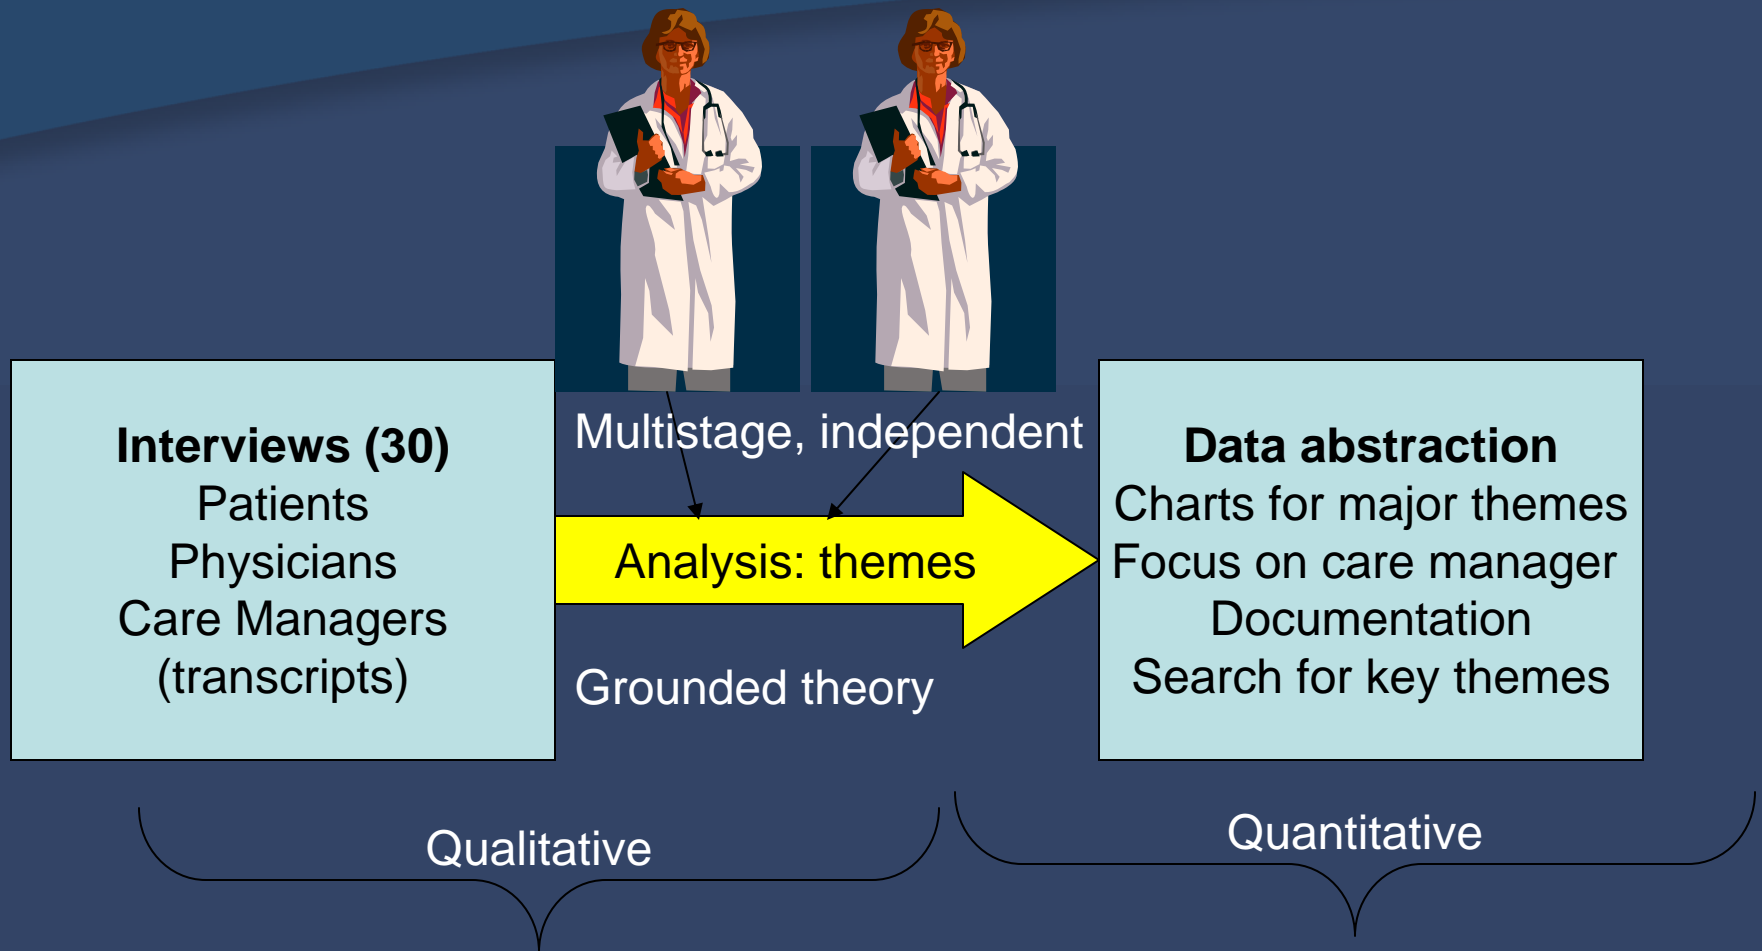 Interviews (30)
Patients
Physicians
Care Managers
(transcripts)
Multistage, independent
Analysis: themes
Grounded theory
Data abstraction
Charts for major themes
Focus on care manager
Documentation
Search for key themes
Qualitative
Quantitative